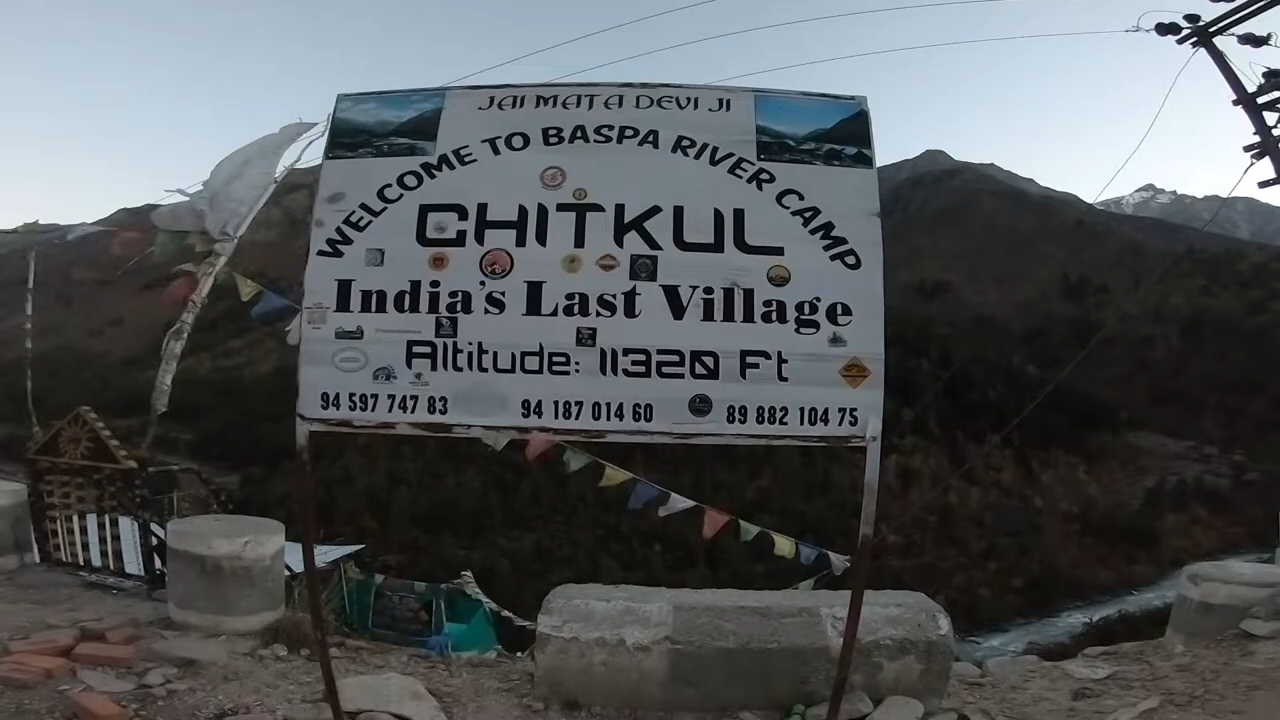 JAI MATA DEVI JI
WELCOME TO BASPA RIVER CAMP
CHITKUL
India's Last Village
Altitude: 11320 Ft
94 597 747 83 94 187 014 60 89 882 104 75